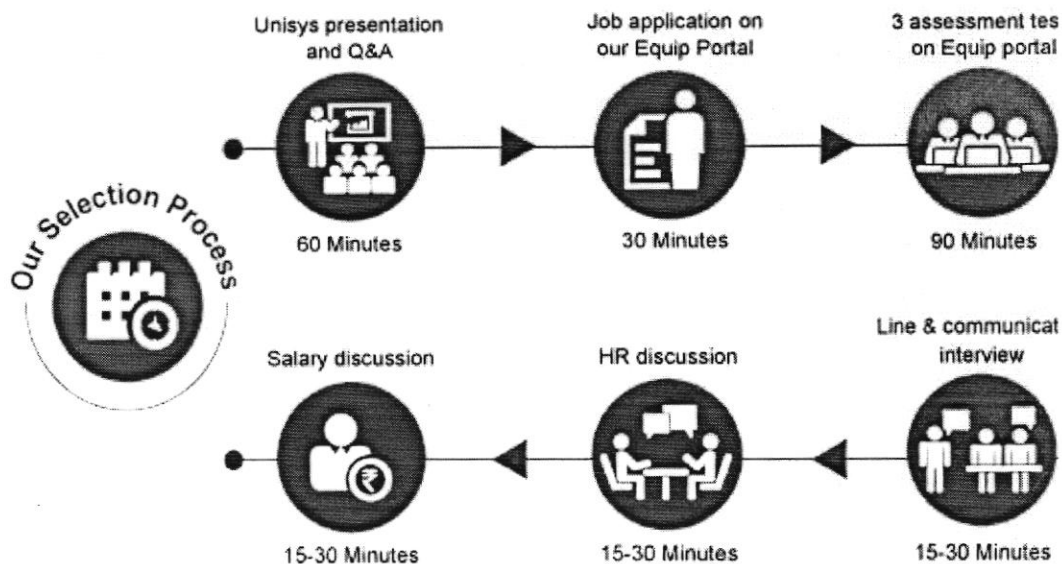 Our Selection Process
Unisys presentation
and Q&A
60 Minutes
Job application on
our Equip Portal
30 Minutes
3 assessment tes
on Equip portal
90 Minutes
Line & communicat
interview
15-30 Minutes
HR discussion
15-30 Minutes
Salary discussion
₹
15-30 Minutes